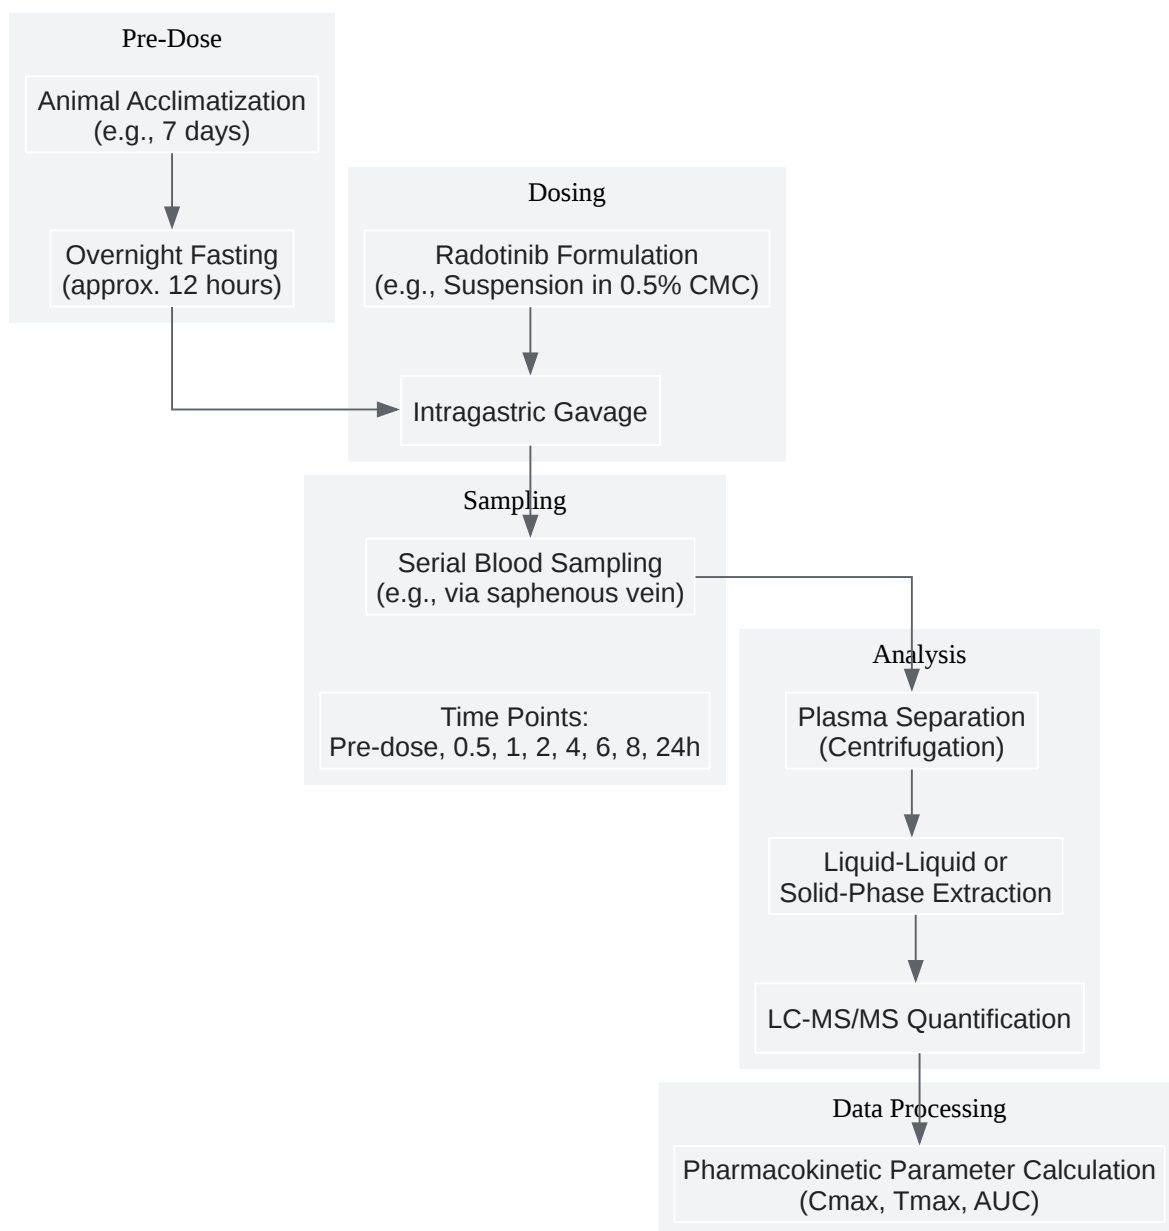 Pre-Dose
Animal Acclimatization
(e.g., 7 days)
Overnight Fasting
(approx. 12 hours)
Dosing
Radotinib Formulation
(e.g., Suspension in 0.5% CMC)
Intragastric Gavage
Sampling
Serial Blood Sampling
(e.g., via saphenous vein)
Time Points:
Pre-dose, 0.5, 1, 2, 4, 6, 8, 24h
Analysis
Plasma Separation
(Centrifugation)
Liquid-Liquid or
Solid-Phase Extraction
LC-MS/MS Quantification
Data Processing
Pharmacokinetic Parameter Calculation
(Cmax, Tmax, AUC)